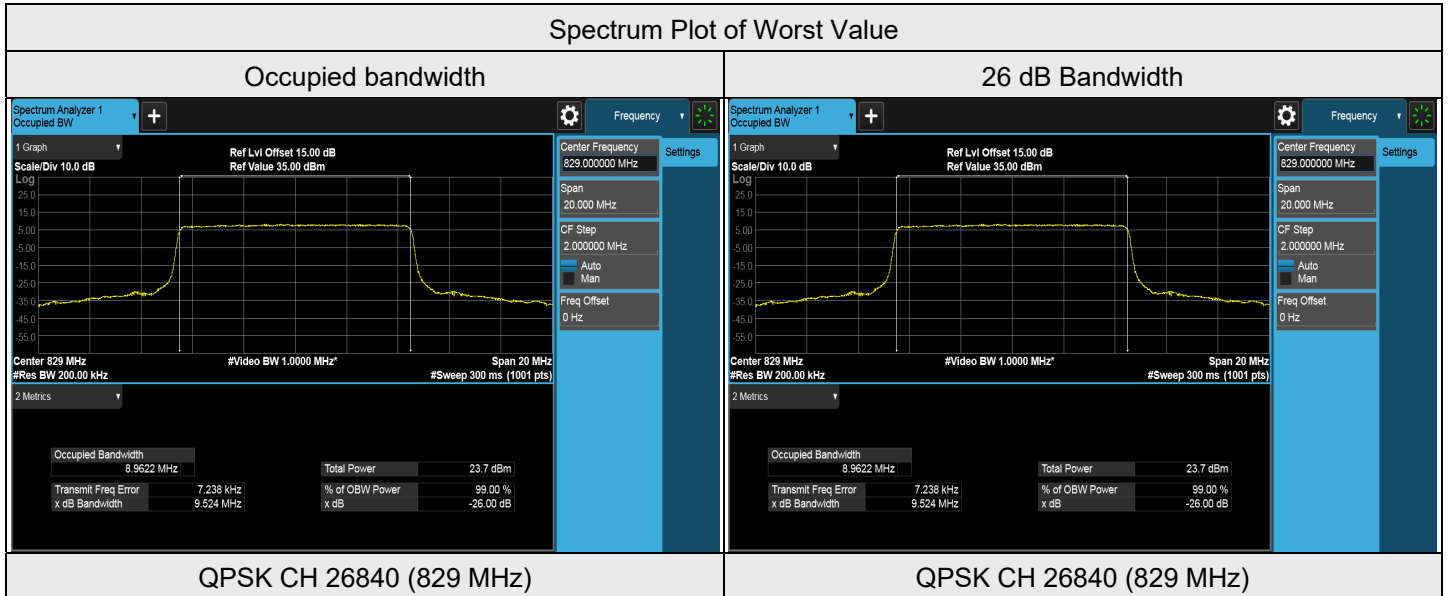 Spectrum Plot of Worst Value
Occupied bandwidth
26 dB Bandwidth
Spectrum Analyzer 1
Occupied BW
+
Frequency
1 Graph
Scale/Div 10.0 dB
Ref Lvl Offset 15.00 dB
Ref Value 35.00 dBm
Log
25.0
15.0
5.00
-5.00
-15.0
-25.0
-35.0
-45.0
-55.0
Center 829 MHz
#Video BW 1.0000 MHz*
Span 20 MHz
#Res BW 200.00 kHz
#Sweep 300 ms (1001 pts)
Center Frequency
829.000000 MHz
Settings
Span
20.000 MHz
CF Step
2.000000 MHz
Auto
Man
Freq Offset
0 Hz
2 Metrics
Occupied Bandwidth
8.9622 MHz
Total Power 23.7 dBm
Transmit Freq Error 7.238 kHz % of OBW Power 99.00 %
x dB Bandwidth 9.524 MHz x dB -26.00 dB
Spectrum Analyzer 1
Occupied BW
+
Frequency
1 Graph
Scale/Div 10.0 dB
Ref Lvl Offset 15.00 dB
Ref Value 35.00 dBm
Log
25.0
15.0
5.00
-5.00
-15.0
-25.0
-35.0
-45.0
-55.0
Center 829 MHz
#Video BW 1.0000 MHz*
Span 20 MHz
#Res BW 200.00 kHz
#Sweep 300 ms (1001 pts)
Center Frequency
829.000000 MHz
Settings
Span
20.000 MHz
CF Step
2.000000 MHz
Auto
Man
Freq Offset
0 Hz
2 Metrics
Occupied Bandwidth
8.9622 MHz
Total Power 23.7 dBm
Transmit Freq Error 7.238 kHz % of OBW Power 99.00 %
x dB Bandwidth 9.524 MHz x dB -26.00 dB
QPSK CH 26840 (829 MHz)
QPSK CH 26840 (829 MHz)